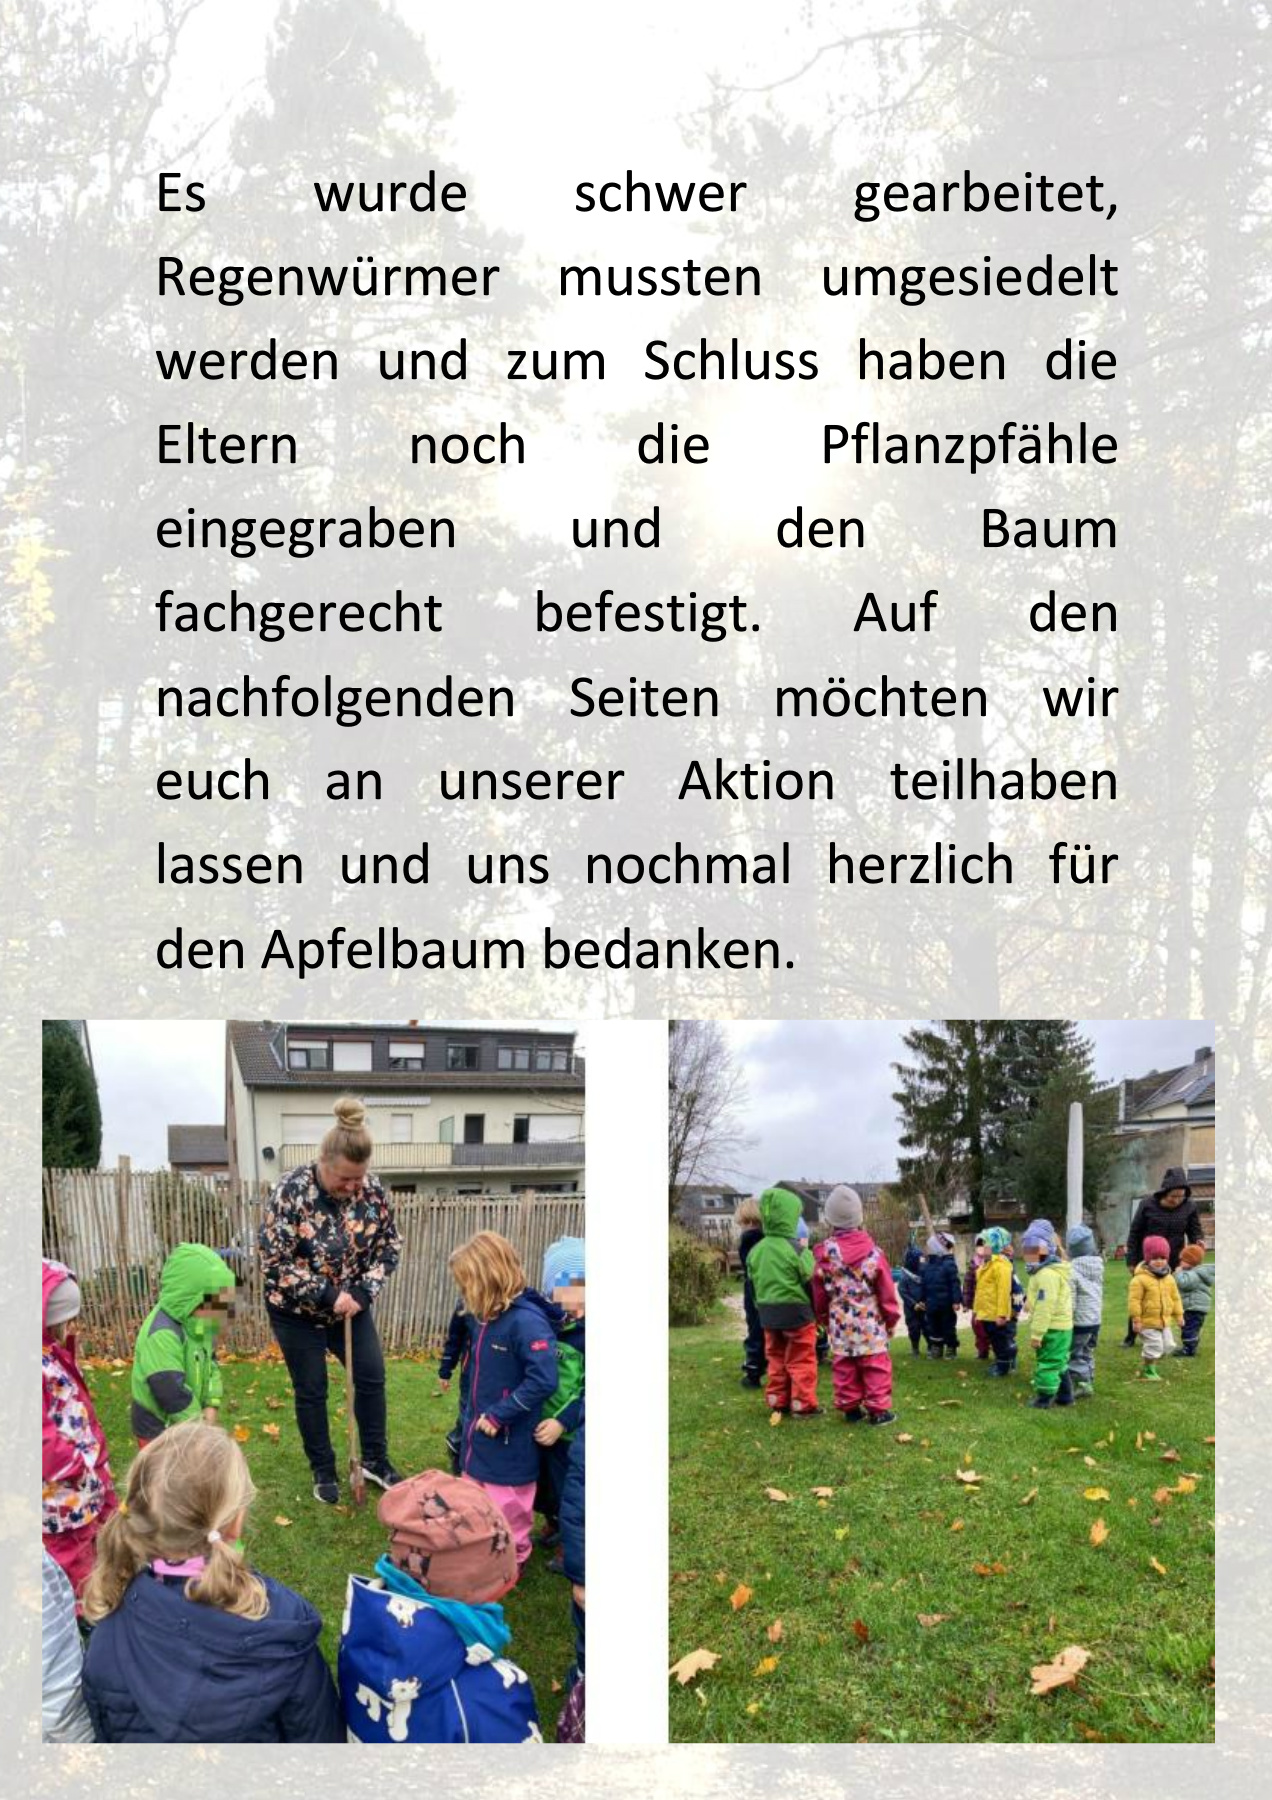 Es wurde schwer gearbeitet,
Regenwürmer mussten umgesiedelt
werden und zum Schluss haben die
Eltern noch die Pflanzpfähle
eingegraben und den Baum
fachgerecht befestigt. Auf den
nachfolgenden Seiten möchten wir
euch an unserer Aktion teilhaben
lassen und uns nochmal herzlich für
den Apfelbaum bedanken.